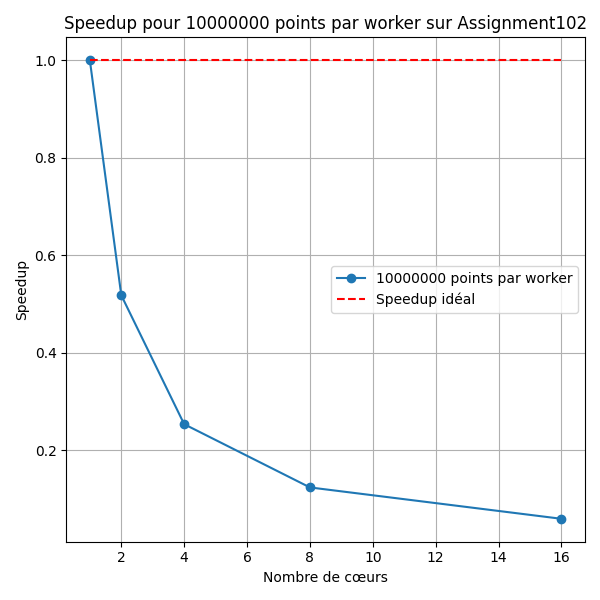 Speedup pour 10000000 points par worker sur Assignment102
1.0
0.8
0.6
0.4
0.2
Speedup
10000000 points par worker
Speedup idéal
2 4 6 8 10 12 14 16
Nombre de cœurs